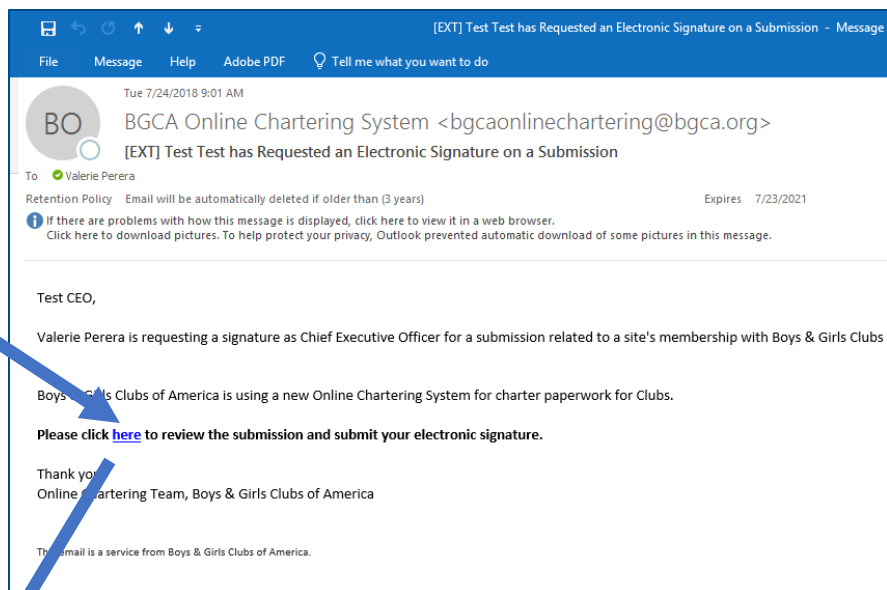 [EXT] Test Test has Requested an Electronic Signature on a Submission - Message
File Message Help Adobe PDF Tell me what you want to do
Tue 7/24/2018 9:01 AM
BO
BGCA Online Chartering System <bgcaonlinechartering@bgca.org>
[EXT] Test Test has Requested an Electronic Signature on a Submission
To Valerie Perera
Retention Policy Email will be automatically deleted if older than (3 years) Expires 7/23/2021
If there are problems with how this message is displayed, click here to view it in a web browser.
Click here to download pictures. To help protect your privacy, Outlook prevented automatic download of some pictures in this message.
Test CEO,
Valerie Perera is requesting a signature as Chief Executive Officer for a submission related to a site's membership with Boys & Girls Clubs
Boys & Girls Clubs of America is using a new Online Chartering System for charter paperwork for Clubs.
Please click here to review the submission and submit your electronic signature.
Thank you
Online Chartering Team, Boys & Girls Clubs of America
This email is a service from Boys & Girls Clubs of America.